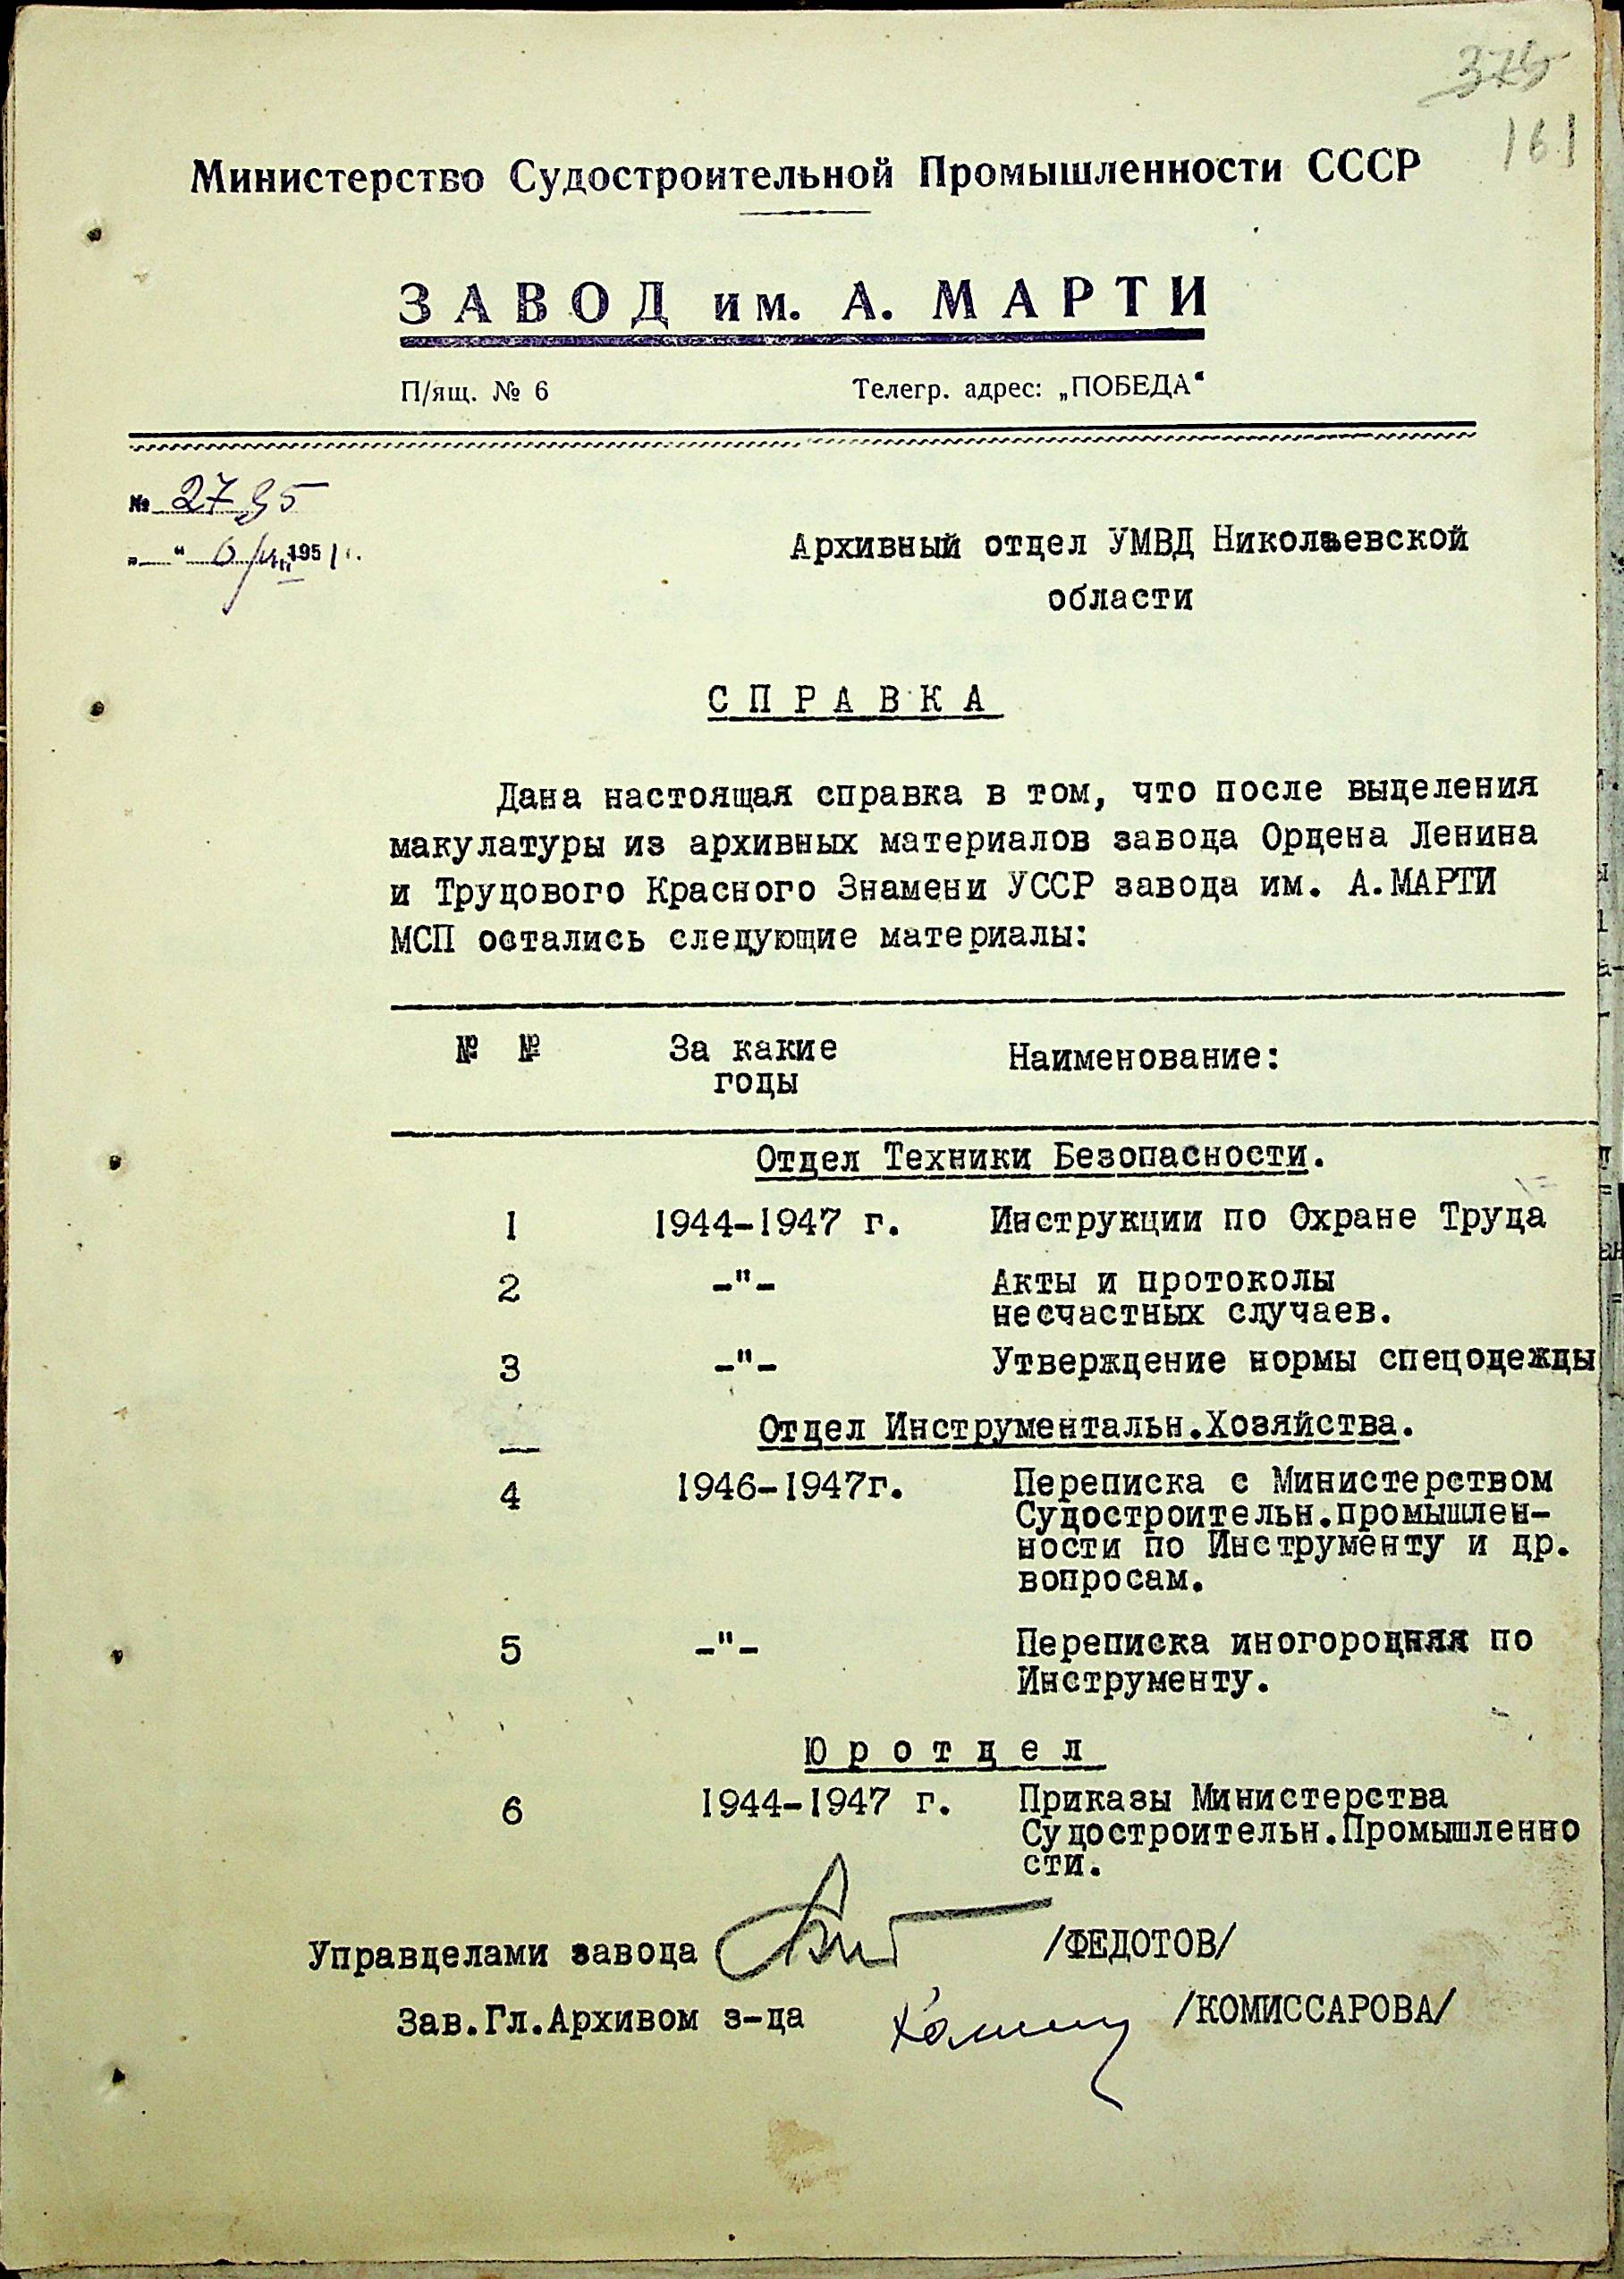 375
161
Министерство Судостроительной Промышленности СССР
ЗАВОД им. А. МАРТИ
П/ящ. № 6 Телегр. адрес: „ПОБЕДА“
№ 2795
„ “ 6/VIII 1951 г.
Архивный отдел УМВД Николаевской
области
СПРАВКА
Дана настоящая справка в том, что после выделения
макулатуры из архивных материалов завода Ордена Ленина
и Трудового Красного Знамени УССР завода им. А.МАРТИ
МСП остались следующие материалы:
№ № За какие Наименование:
годы
Отдел Техники Безопасности.
1 1944-1947 г. Инструкции по Охране Труда
2 -"- Акты и протоколы
несчастных случаев.
3 -"- Утверждение нормы спецодежды
Отдел Инструментальн.Хозяйства.
4 1946-1947г. Переписка с Министерством
Судостроительн.промышлен-
ности по Инструменту и др.
вопросам.
5 -"- Переписка иногородняя по
Инструменту.
Юротдел
6 1944-1947 г. Приказы Министерства
Судостроительн.Промышленно
сти.
Управделами завода /ФЕДОТОВ/
Зав.Гл.Архивом з-да /КОМИССАРОВА/